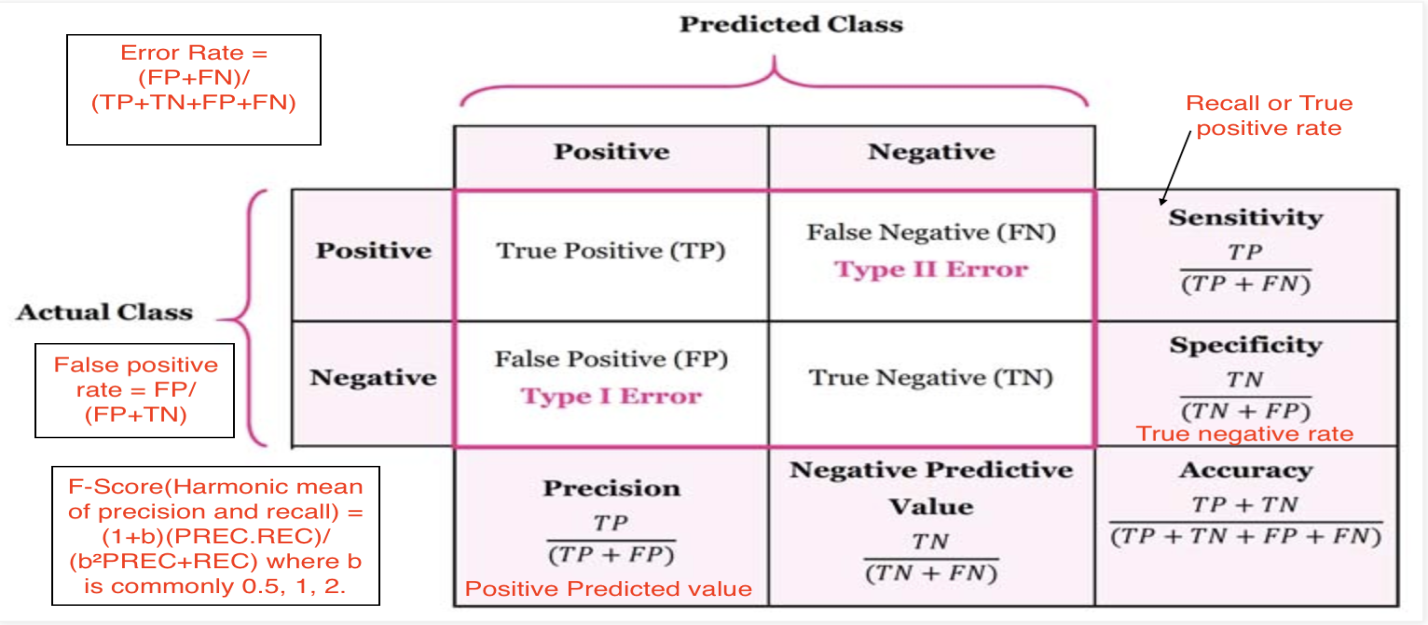 Predicted Class
Error Rate =
(FP+FN)/
(TP+TN+FP+FN)
Recall or True
positive rate
Positive
Negative
Positive
True Positive (TP)
False Negative (FN)
Type II Error
Sensitivity
TP
(TP + FN)
Actual Class
False positive
rate = FP/
(FP+TN)
Negative
False Positive (FP)
Type I Error
True Negative (TN)
Specificity
TN
(TN + FP)
True negative rate
F-Score(Harmonic mean
of precision and recall) =
(1+b)(PREC.REC)/
(b²PREC+REC) where b
is commonly 0.5, 1, 2.
Precision
TP
(TP + FP)
Positive Predicted value
Negative Predictive
Value
TN
(TN + FN)
Accuracy
TP + TN
(TP + TN + FP + FN)